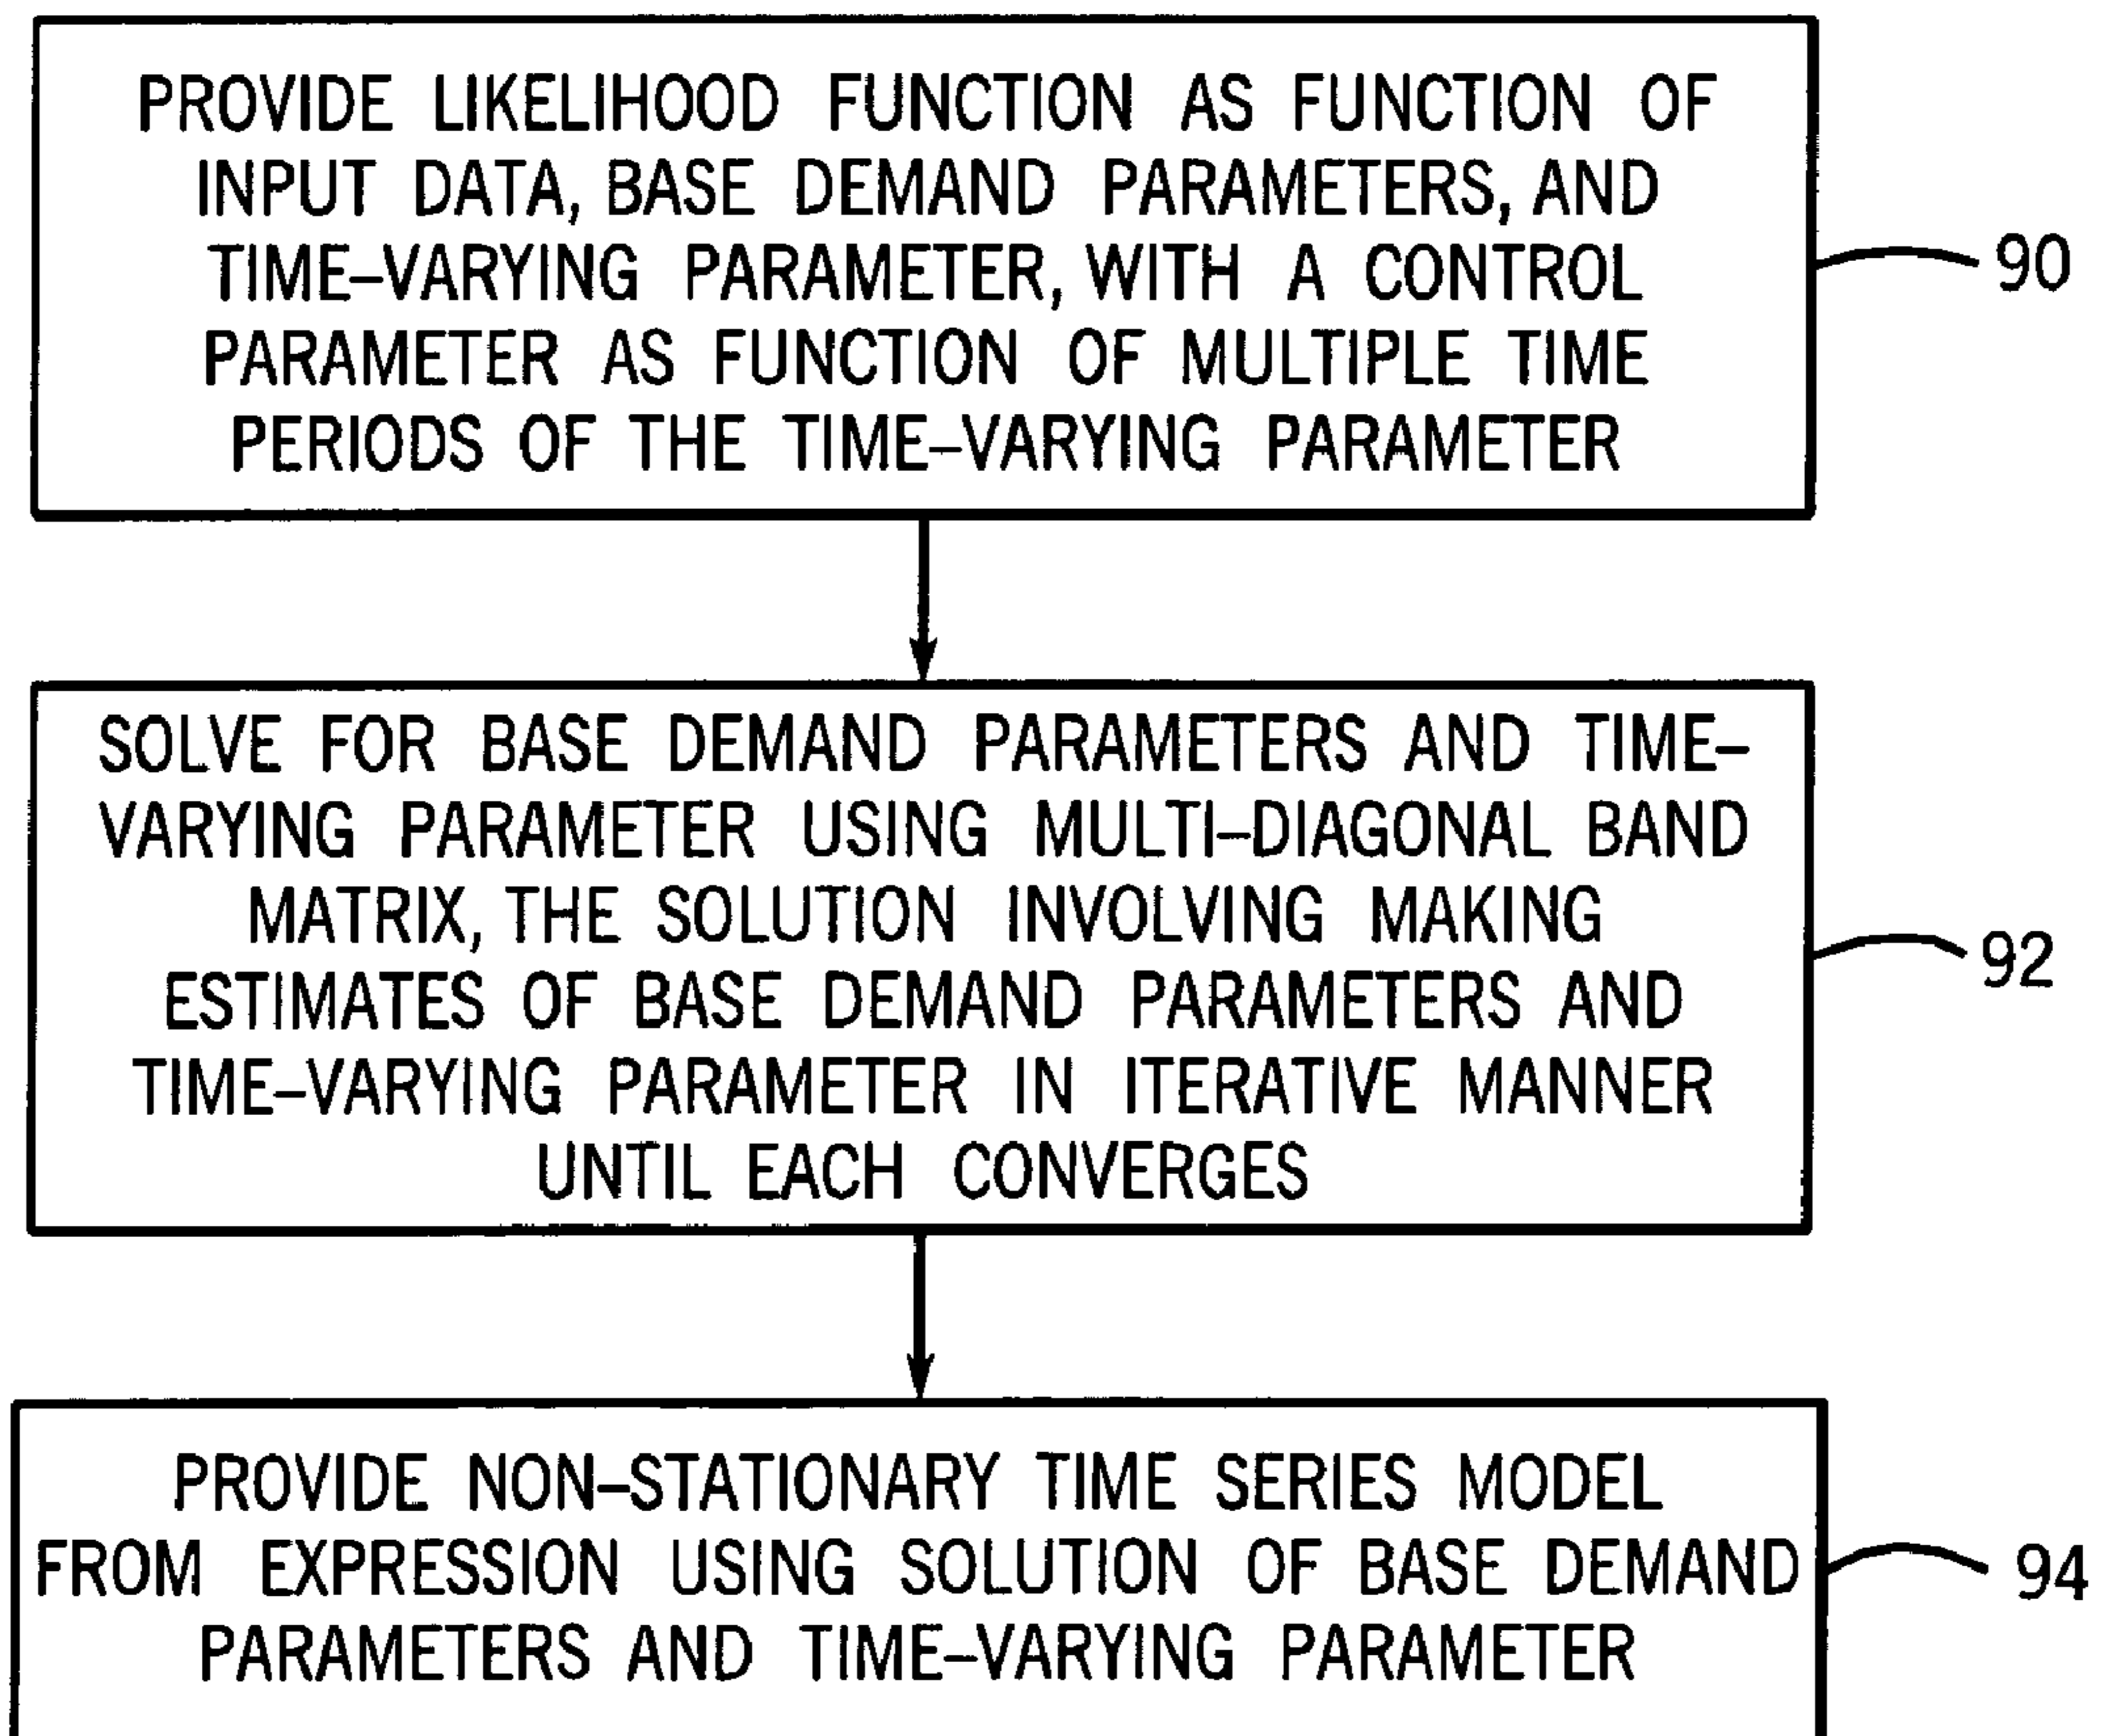 PROVIDE LIKELIHOOD FUNCTION AS FUNCTION OF
INPUT DATA, BASE DEMAND PARAMETERS, AND
TIME–VARYING PARAMETER, WITH A CONTROL
PARAMETER AS FUNCTION OF MULTIPLE TIME
PERIODS OF THE TIME–VARYING PARAMETER
90
SOLVE FOR BASE DEMAND PARAMETERS AND TIME–
VARYING PARAMETER USING MULTI–DIAGONAL BAND
MATRIX, THE SOLUTION INVOLVING MAKING
ESTIMATES OF BASE DEMAND PARAMETERS AND
TIME–VARYING PARAMETER IN ITERATIVE MANNER
UNTIL EACH CONVERGES
92
PROVIDE NON–STATIONARY TIME SERIES MODEL
FROM EXPRESSION USING SOLUTION OF BASE DEMAND
PARAMETERS AND TIME–VARYING PARAMETER
94